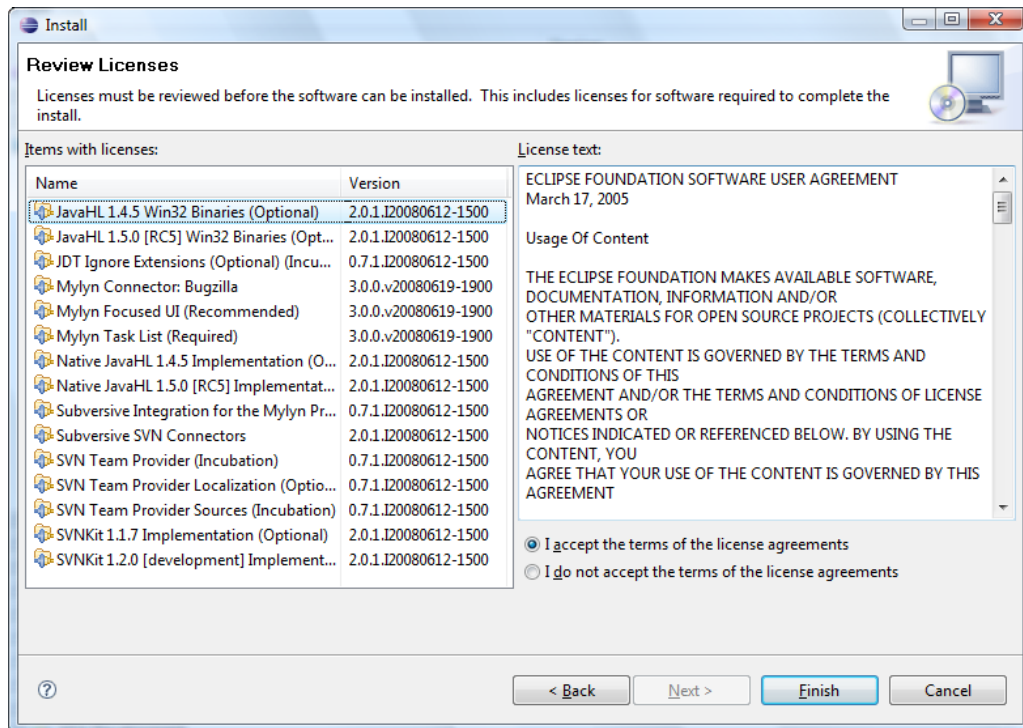 Install
Review Licenses
Licenses must be reviewed before the software can be installed.  This includes licenses for software required to complete the
install.
Items with licenses:
Name Version
JavaHL 1.4.5 Win32 Binaries (Optional) 2.0.1.I20080612-1500
JavaHL 1.5.0 [RC5] Win32 Binaries (Opt... 2.0.1.I20080612-1500
JDT Ignore Extensions (Optional) (Incu... 0.7.1.I20080612-1500
Mylyn Connector: Bugzilla 3.0.0.v20080619-1900
Mylyn Focused UI (Recommended) 3.0.0.v20080619-1900
Mylyn Task List (Required) 3.0.0.v20080619-1900
Native JavaHL 1.4.5 Implementation (O... 2.0.1.I20080612-1500
Native JavaHL 1.5.0 [RC5] Implementat... 2.0.1.I20080612-1500
Subversive Integration for the Mylyn Pr... 0.7.1.I20080612-1500
Subversive SVN Connectors 2.0.1.I20080612-1500
SVN Team Provider (Incubation) 0.7.1.I20080612-1500
SVN Team Provider Localization (Optio... 0.7.1.I20080612-1500
SVN Team Provider Sources (Incubation) 0.7.1.I20080612-1500
SVNKit 1.1.7 Implementation (Optional) 2.0.1.I20080612-1500
SVNKit 1.2.0 [development] Implement... 2.0.1.I20080612-1500
License text:
ECLIPSE FOUNDATION SOFTWARE USER AGREEMENT
March 17, 2005
Usage Of Content
THE ECLIPSE FOUNDATION MAKES AVAILABLE SOFTWARE,
DOCUMENTATION, INFORMATION AND/OR
OTHER MATERIALS FOR OPEN SOURCE PROJECTS (COLLECTIVELY
"CONTENT").
USE OF THE CONTENT IS GOVERNED BY THE TERMS AND
CONDITIONS OF THIS
AGREEMENT AND/OR THE TERMS AND CONDITIONS OF LICENSE
AGREEMENTS OR
NOTICES INDICATED OR REFERENCED BELOW. BY USING THE
CONTENT, YOU
AGREE THAT YOUR USE OF THE CONTENT IS GOVERNED BY THIS
AGREEMENT
I accept the terms of the license agreements
I do not accept the terms of the license agreements
? < Back Next > Finish Cancel